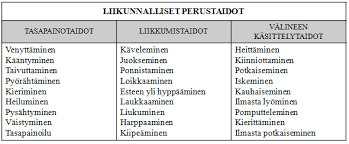 LIIKUNNALLISET PERUSTAIDOT
TASAPAINOTAIDOT LIIKKUMISTAIDOT VÄLINEEN KÄSITTELYTAIDOT
Venyttäminen Käveleminen Heittäminen
Kääntyminen Juokseminen Kiinniottaminen
Taivuttaminen Ponnistaminen Potkaiseminen
Pyörähtäminen Loikkaaminen Iskeminen
Kieriminen Esteen yli hyppääminen Kauhaiseminen
Heiluminen Laukkaaminen Ilmasta lyöminen
Pysähtyminen Liukuminen Pomputteleminen
Väistyminen Harppaaminen Kierittäminen
Tasapainoilu Kiipeäminen Ilmasta potkaiseminen